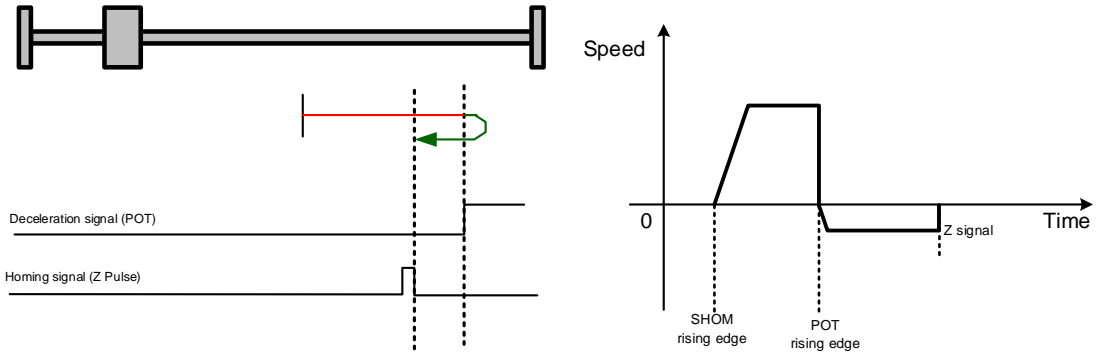 Deceleration signal (POT)
Homing signal (Z Pulse)
Speed
0
Time
Z signal
SHOM
rising edge
POT
rising edge